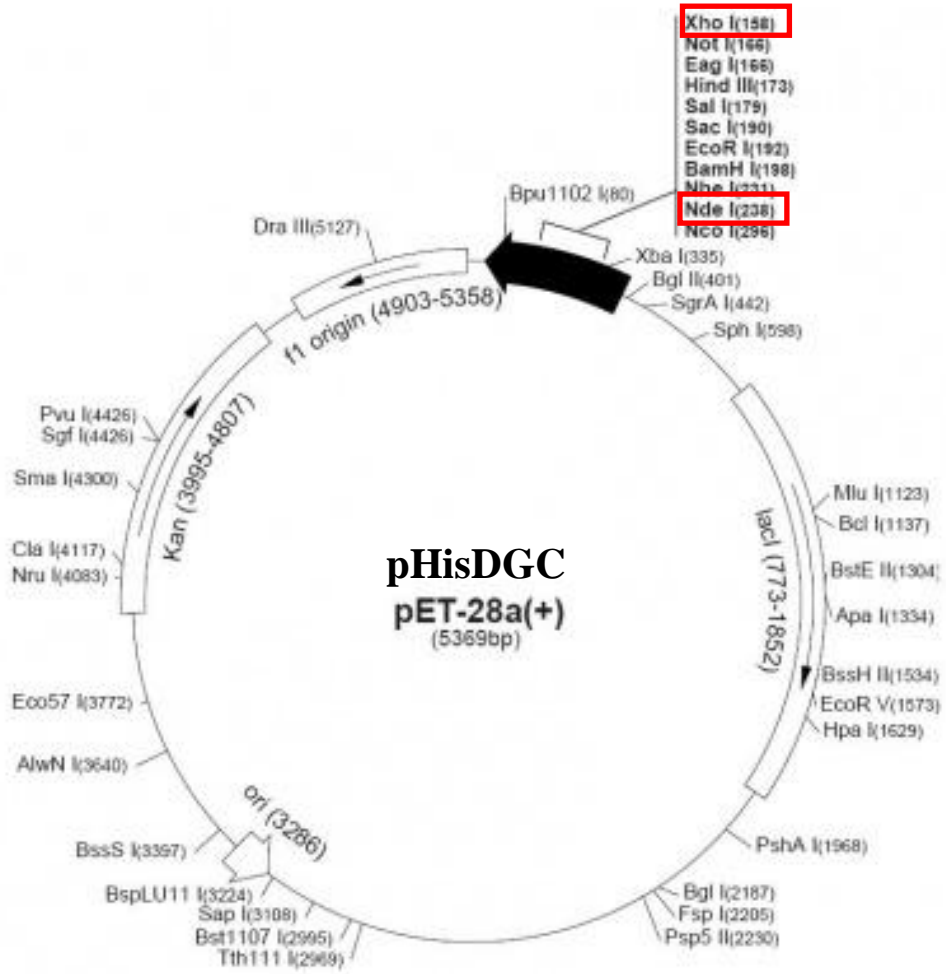 Xho I(158)
Not I(166)
Eag I(166)
Hind III(173)
Sal I(179)
Sac I(190)
EcoR I(192)
BamH I(198)
Nhe I(231)
Nde I(238)
Nco I(296)
Bpu1102 I(80)
Dra III(5127)
Xba I(335)
Bgl II(401)
SgrA I(442)
Sph I(598)
f1 origin (4903-5358)
Pvu I(4426)
Sgf I(4426)
Sma I(4300)
Kan (3995-4807)
Cla I(4117)
Nru I(4083)
Mlu I(1123)
Bcl I(1137)
lacI (773-1852)
BstE II(1304)
Apa I(1334)
BssH II(1534)
EcoR V(1573)
Hpa I(1629)
pHisDGC
pET-28a(+)
(5369bp)
Eco57 I(3772)
AlwN I(3640)
ori (3286)
BssS I(3397)
PshA I(1968)
BspLU11 I(3224)
Sap I(3108)
Bst1107 I(2995)
Tth111 I(2969)
Bgl I(2187)
Fsp I(2205)
Psp5 II(2230)